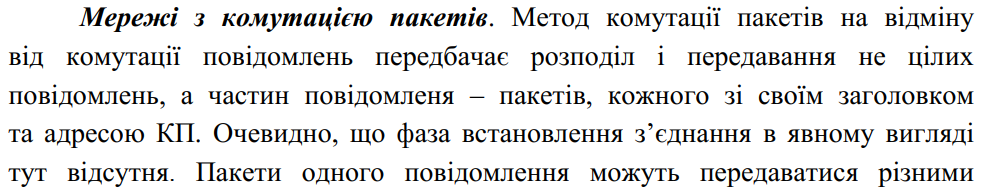 Мережі з комутацією пакетів. Метод комутації пакетів на відміну
від комутації повідомлень передбачає розподіл і передавання не цілих
повідомлень, а частин повідомленя – пакетів, кожного зі своїм заголовком
та адресою КП. Очевидно, що фаза встановлення з’єднання в явному вигляді
тут відсутня. Пакети одного повідомлення можуть передаватися різними